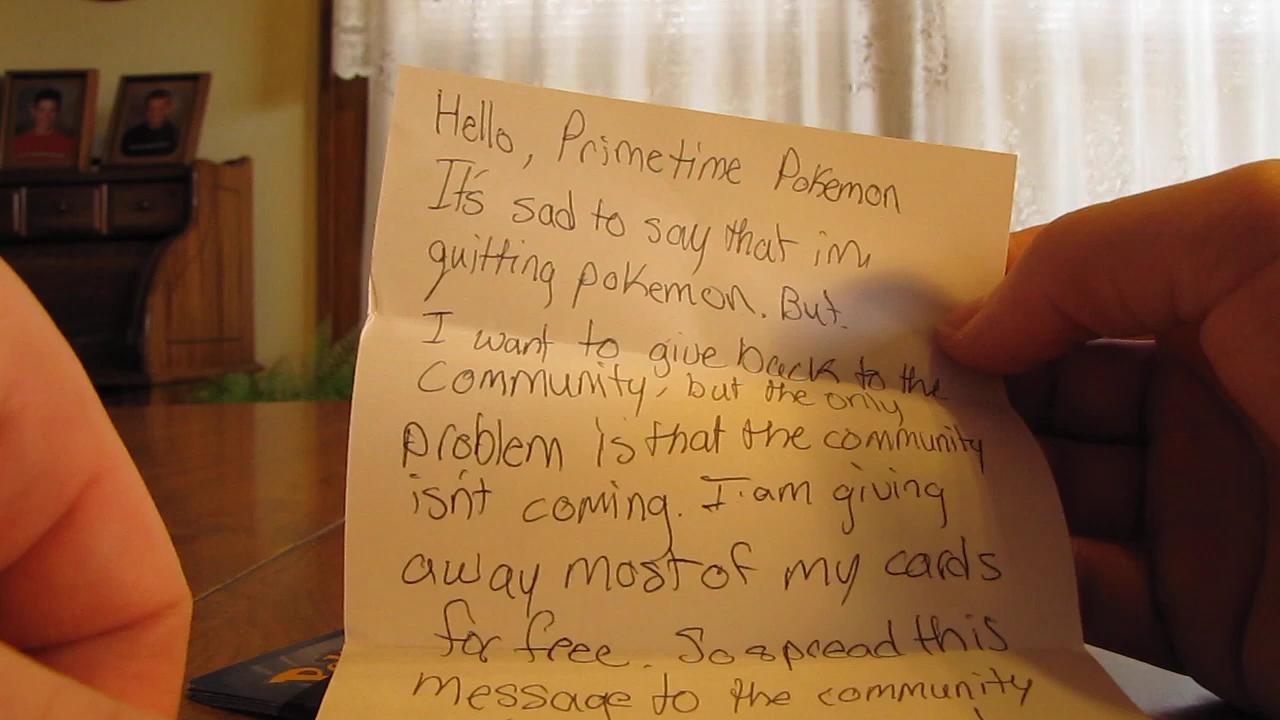 Hello, Primetime Pokemon
It's sad to say that im
quitting pokemon. But.
I want to give back to the
Community, but the only
problem is that the community
isn't coming. I am giving
away most of my cards
for free. So spread this
message to the community